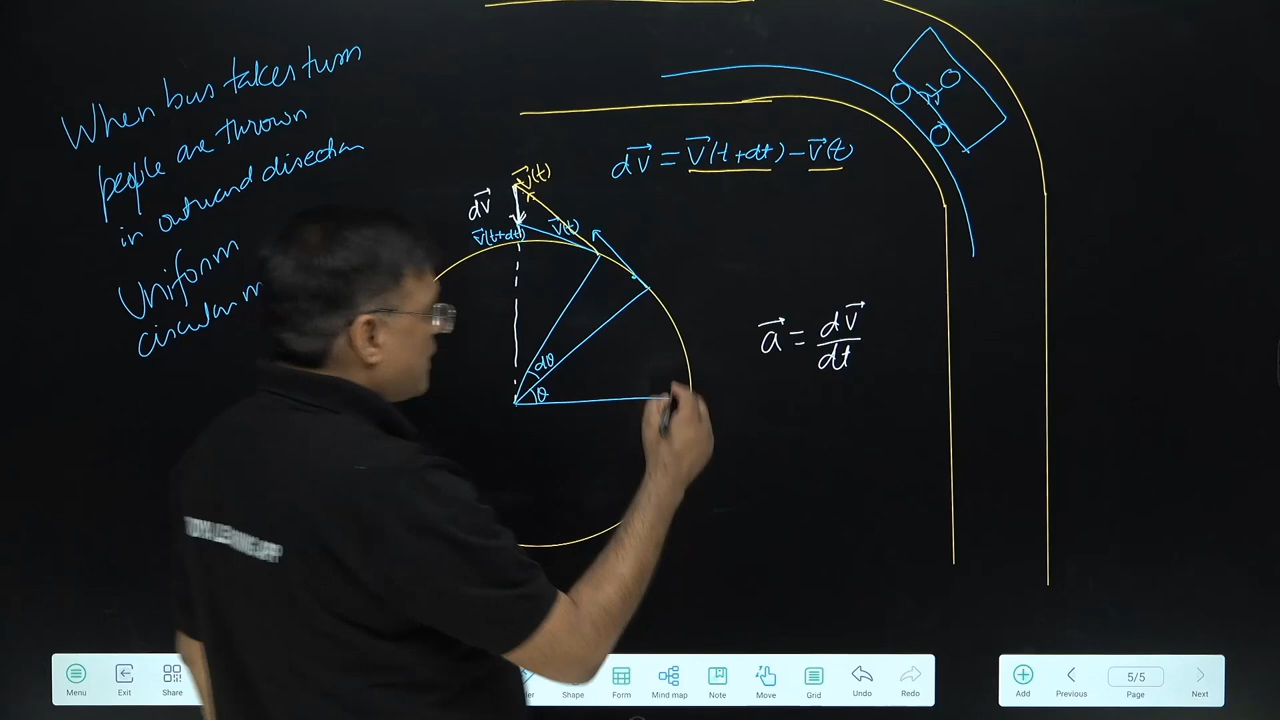 When bus takes turn
people are thrown
in outward direction
Uniform
circular m
dv⃗ = v⃗(t+dt) − v⃗(t)
v⃗(t)
dv⃗
v⃗(t+dt)
v⃗(t)
dθ
θ
a⃗ = dv⃗/dt
Menu
Exit
Share
Shape
Form
Mind map
Note
Move
Grid
Undo
Redo
Add
Previous
5/5
Page
Next